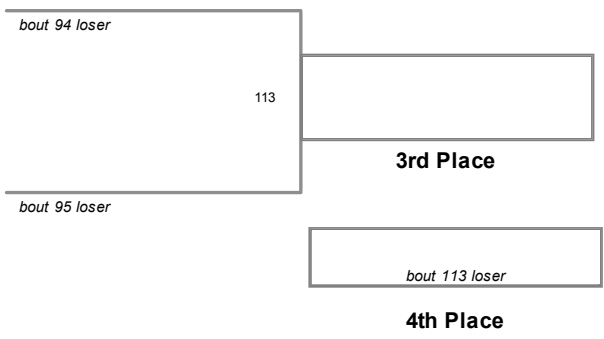 bout 94 loser
113
3rd Place
bout 95 loser
bout 113 loser
4th Place